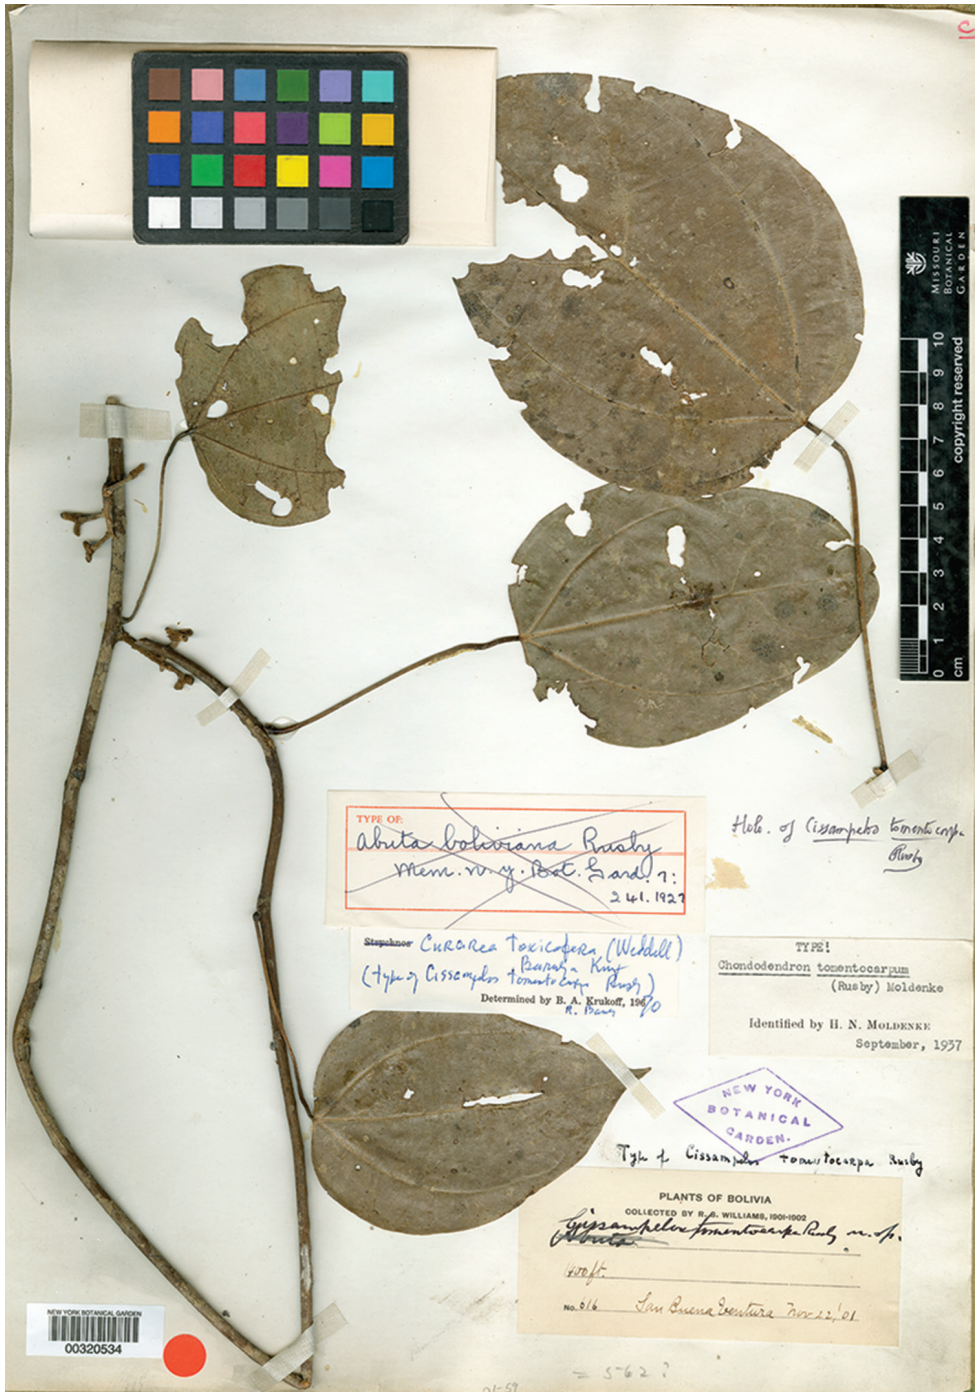 MISSOURI
BOTANICAL
GARDEN
copyright reserved
0 1 2 3 4 5 6 7 8 9 10
cm
Holo. of Cissampelos tomentocarpa
Rusby
TYPE OF:
Abuta boliviana Rusby
Mem. N. Y. Bot. Gard. 7:
241. 1927
Curarea toxicofera (Weddell)
Barneby & Kruk
(type of Cissampelos tomentocarpa Rusby)
Determined by B. A. Krukoff, 1970
TYPE!
Chondodendron tomentocarpum
(Rusby) Moldenke
Identified by H. N. MOLDENKE
September, 1937
NEW YORK
BOTANICAL
GARDEN.
Type of Cissampelos tomentocarpa Rusby
PLANTS OF BOLIVIA
COLLECTED BY R. S. WILLIAMS, 1901-1902
Cissampelos tomentocarpa Rusby n. sp.
Abuta
1400 ft.
No. 616 San Buena Ventura Nov 22, '01
NEW YORK BOTANICAL GARDEN
00320534
= 562?